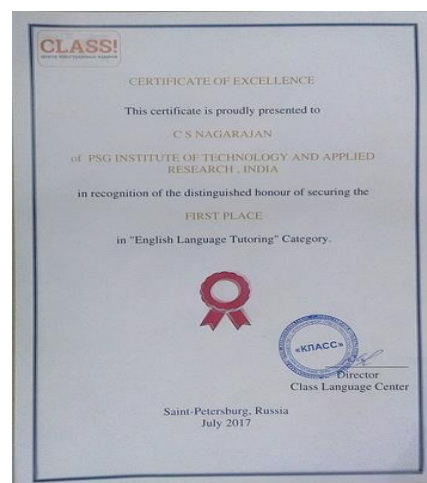 CLASS!
CERTIFICATE OF EXCELLENCE
This certificate is proudly presented to
C S NAGARAJAN
of PSG INSTITUTE OF TECHNOLOGY AND APPLIED
RESEARCH , INDIA
in recognition of the distinguished honour of securing the
FIRST PLACE
in "English Language Tutoring" Category.
«КЛАСС»
Director
Class Language Center
Saint-Petersburg, Russia
July 2017